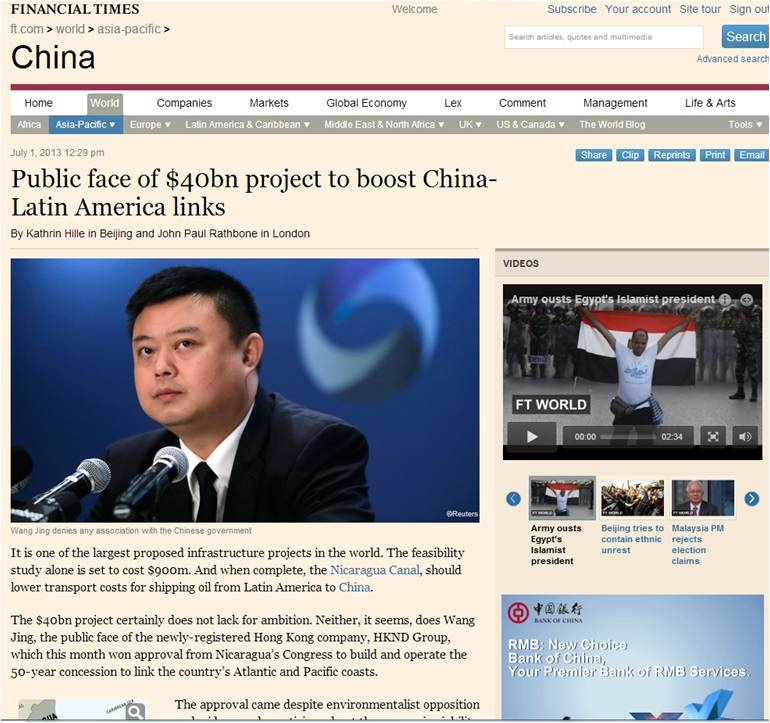 FINANCIAL TIMES
Welcome
Subscribe Your account Site tour Sign out
ft.com > world > asia-pacific >
China
Search articles, quotes and multimedia
Search
Advanced search
Home World Companies Markets Global Economy Lex Comment Management Life & Arts
Africa Asia-Pacific Europe Latin America & Caribbean Middle East & North Africa UK US & Canada The World Blog Tools
July 1, 2013 12:29 pm
Share Clip Reprints Print Email
Public face of $40bn project to boost China-
Latin America links
By Kathrin Hille in Beijing and John Paul Rathbone in London
©Reuters
Wang Jing denies any association with the Chinese government
It is one of the largest proposed infrastructure projects in the world. The feasibility
study alone is set to cost $900m. And when complete, the Nicaragua Canal, should
lower transport costs for shipping oil from Latin America to China.
The $40bn project certainly does not lack for ambition. Neither, it seems, does Wang
Jing, the public face of the newly-registered Hong Kong company, HKND Group,
which this month won approval from Nicaragua's Congress to build and operate the
50-year concession to link the country's Atlantic and Pacific coasts.
The approval came despite environmentalist opposition
VIDEOS
Army ousts Egypt's Islamist president
FT WORLD
00:00 02:34
Army ousts
Egypt's
Islamist
president
Beijing tries to
contain ethnic
unrest
Malaysia PM
rejects
election
claims
中国银行
BANK OF CHINA
RMB: New Choice
Bank of China,
Your Premier Bank of RMB Services.